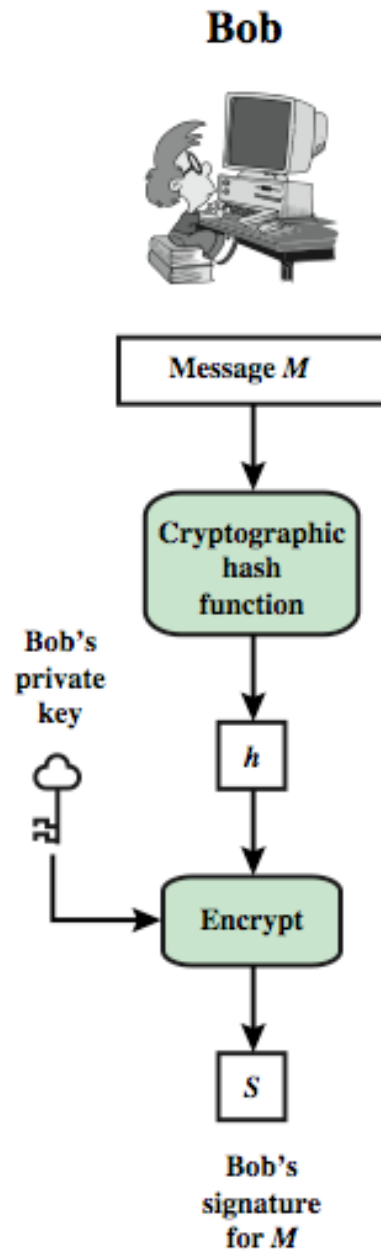 Bob
Message M
Cryptographic
hash
function
Bob's
private
key
h
Encrypt
S
Bob's
signature
for M